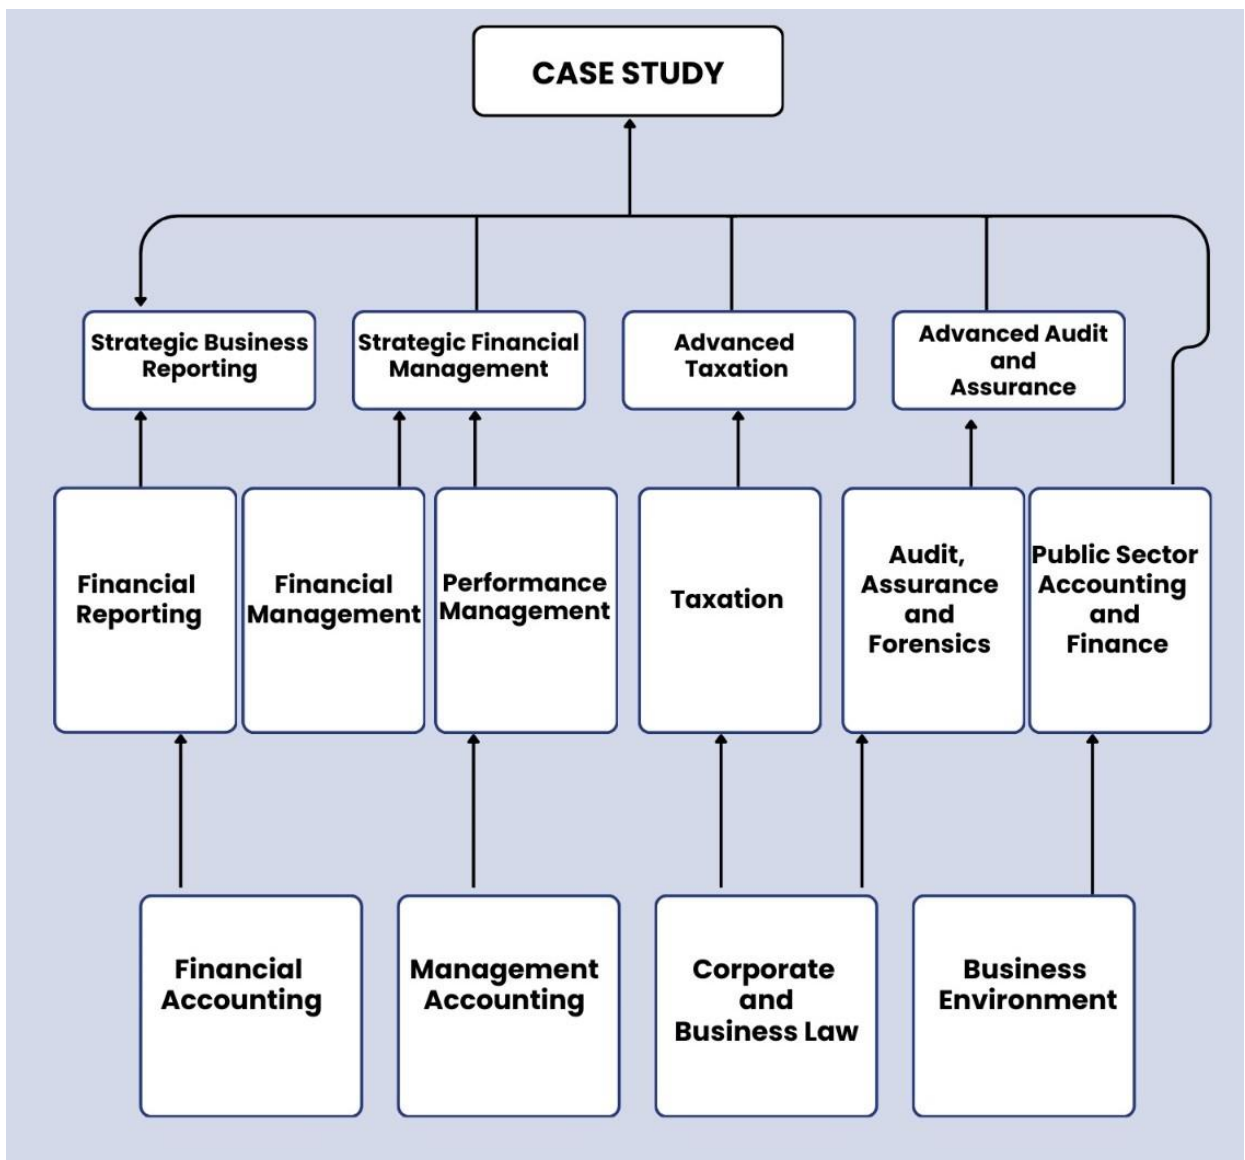 CASE STUDY
Strategic Business
Reporting
Strategic Financial
Management
Advanced
Taxation
Advanced Audit
and
Assurance
Financial
Reporting
Financial
Management
Performance
Management
Taxation
Audit,
Assurance
and
Forensics
Public Sector
Accounting
and
Finance
Financial
Accounting
Management
Accounting
Corporate
and
Business Law
Business
Environment